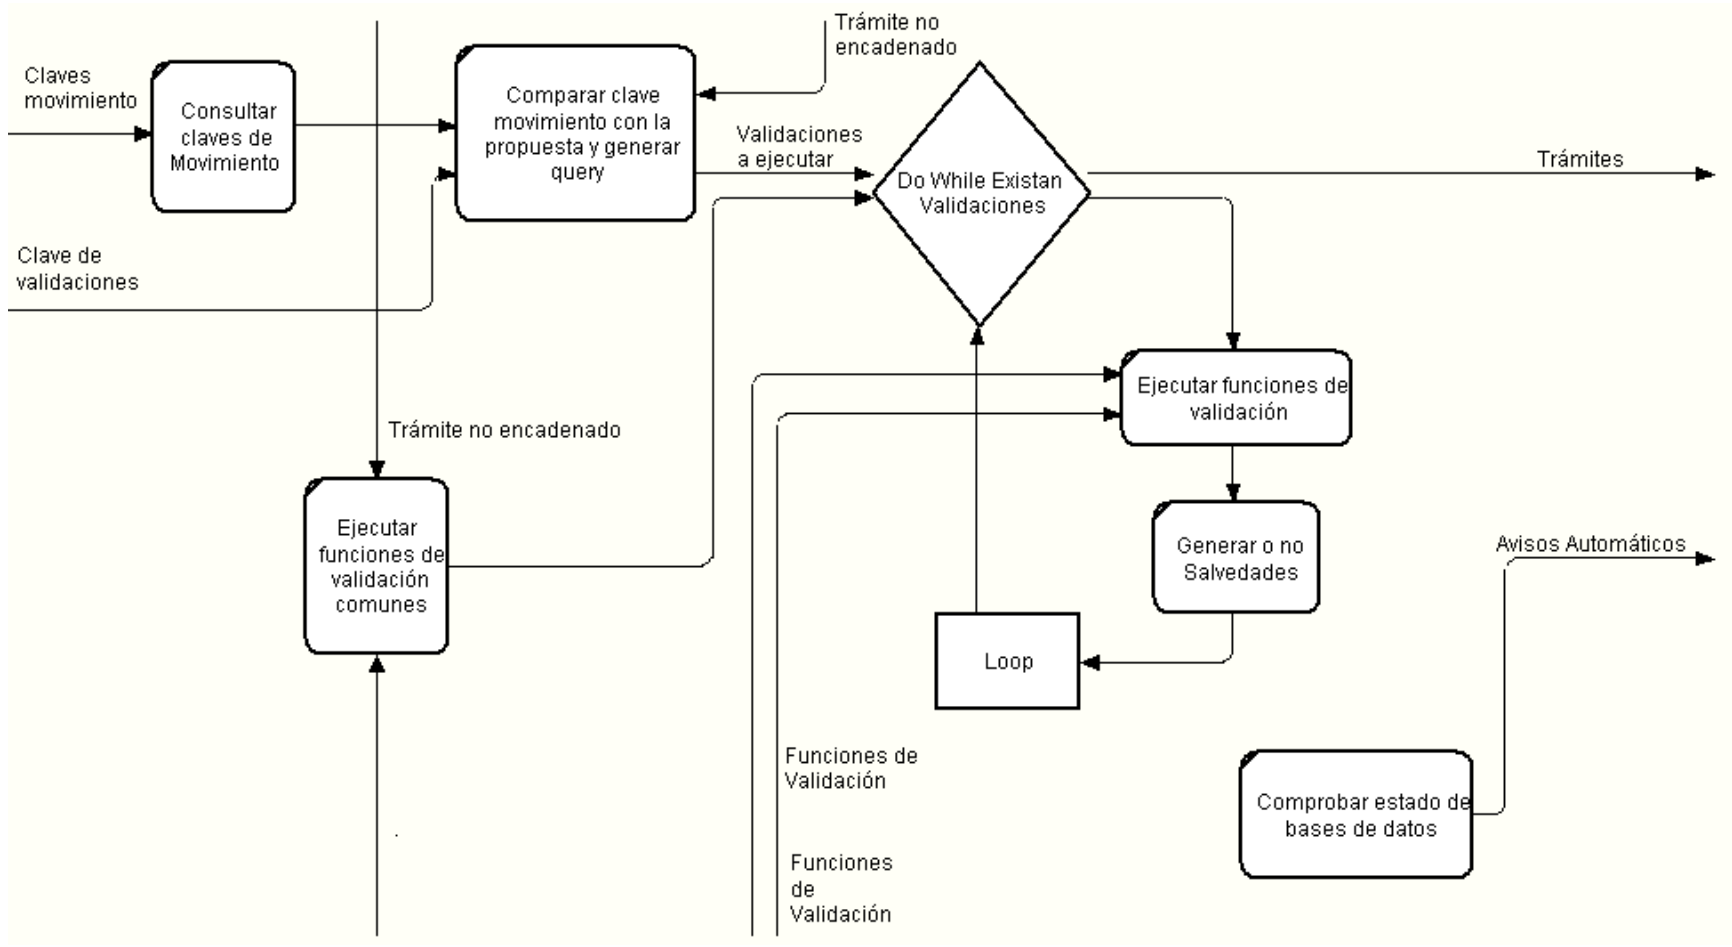 Claves
movimiento
Consultar
claves de
Movimiento
Comparar clave
movimiento con la
propuesta y generar
query
Trámite no
encadenado
Validaciones
a ejecutar
Do While Existan
Validaciones
Trámites
Clave de
validaciones
Ejecutar funciones de
validación
Trámite no encadenado
Ejecutar
funciones de
validación
comunes
Generar o no
Salvedades
Avisos Automáticos
Loop
Funciones de
Validación
Comprobar estado de
bases de datos
Funciones
de
Validación